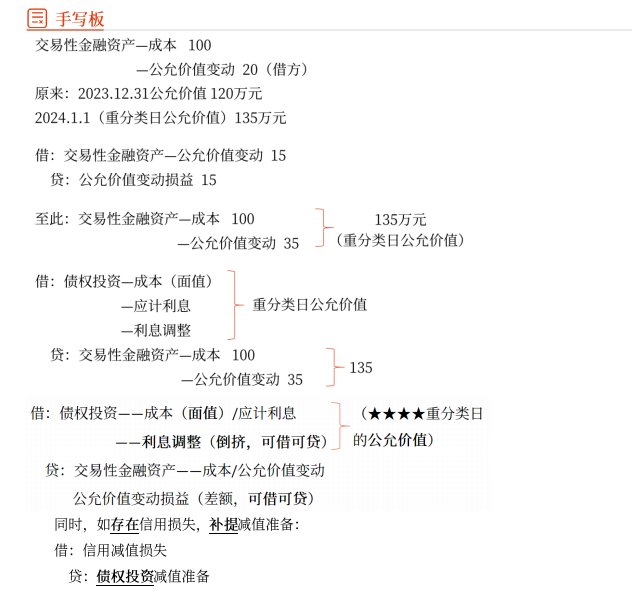 手写板
交易性金融资产—成本 100
—公允价值变动 20（借方）
原来：2023.12.31公允价值 120万元
2024.1.1（重分类日公允价值）135万元
借：交易性金融资产—公允价值变动 15
贷：公允价值变动损益 15
至此：交易性金融资产—成本 100
—公允价值变动 35
135万元
（重分类日公允价值）
借：债权投资—成本（面值）
—应计利息
—利息调整
重分类日公允价值
贷：交易性金融资产—成本 100
—公允价值变动 35
135
借：债权投资——成本（面值）/应计利息
——利息调整（倒挤，可借可贷）
（★★★★重分类日
的公允价值）
贷：交易性金融资产——成本/公允价值变动
公允价值变动损益（差额，可借可贷）
同时，如存在信用损失，补提减值准备：
借：信用减值损失
贷：债权投资减值准备